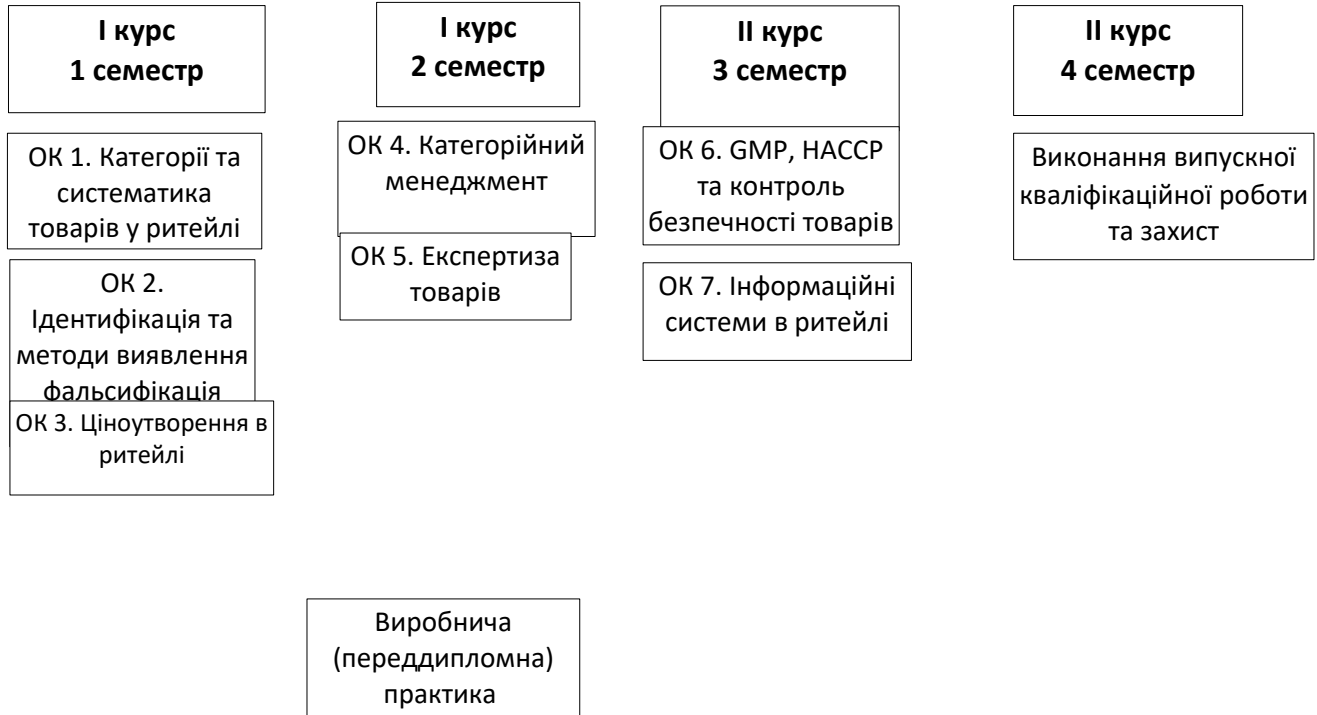 І курс
1 семестр
І курс
2 семестр
ІІ курс
3 семестр
ІІ курс
4 семестр
ОК 1. Категорії та
систематика
товарів у ритейлі
ОК 2.
Ідентифікація та
методи виявлення
фальсифікація
ОК 3. Ціноутворення в
ритейлі
ОК 4. Категорійний
менеджмент
ОК 5. Експертиза
товарів
ОК 6. GMP, НАССР
та контроль
безпечності товарів
ОК 7. Інформаційні
системи в ритейлі
Виконання випускної
кваліфікаційної роботи
та захист
Виробнича
(переддипломна)
практика